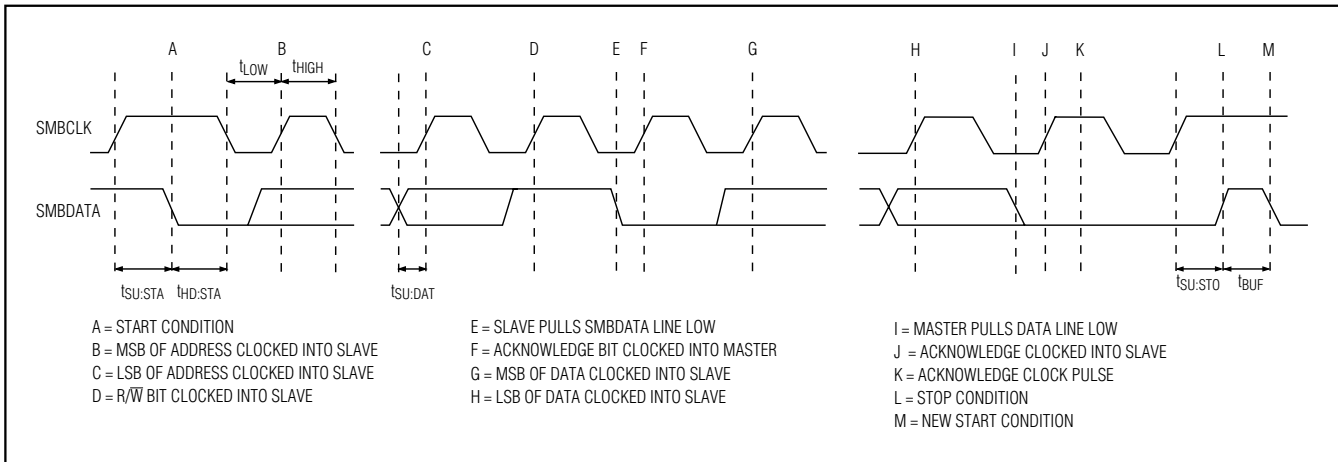 A B C D E F G H I J K L M
tLOW tHIGH
SMBCLK
SMBDATA
tSU:STA tHD:STA tSU:DAT tSU:STO tBUF
A = START CONDITION
B = MSB OF ADDRESS CLOCKED INTO SLAVE
C = LSB OF ADDRESS CLOCKED INTO SLAVE
D = R/W̅ BIT CLOCKED INTO SLAVE
E = SLAVE PULLS SMBDATA LINE LOW
F = ACKNOWLEDGE BIT CLOCKED INTO MASTER
G = MSB OF DATA CLOCKED INTO SLAVE
H = LSB OF DATA CLOCKED INTO SLAVE
I = MASTER PULLS DATA LINE LOW
J = ACKNOWLEDGE CLOCKED INTO SLAVE
K = ACKNOWLEDGE CLOCK PULSE
L = STOP CONDITION
M = NEW START CONDITION